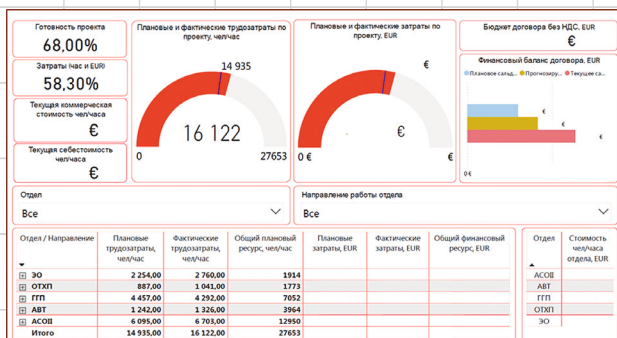 Готовность проекта
68,00%
Затраты (час и EUR)
58,30%
Текущая коммерческая
стоимость чел/часа
€
Текущая себестоимость
чел/часа
€
Плановые и фактические трудозатраты по
проекту, чел/час
14 935
16 122
0
27653
Плановые и фактические затраты по
проекту, EUR
€
€
0 €
€
Бюджет договора без НДС, EUR
€
Финансовый баланс договора, EUR
Плановое сальд... Прогнозиру... Текущее са...
€
€
€
0 €
Отдел
Все
Направление работы отдела
Все
Отдел / Направление Плановые трудозатраты, чел/час Фактические трудозатраты, чел/час Общий плановый ресурс, чел/час Плановые затраты, EUR Фактические затраты, EUR Общий финансовый ресурс, EUR
ЭО 2 254,00 2 760,00 1914
ОТХП 887,00 1 041,00 1773
ГГП 4 457,00 4 292,00 7052
АВТ 1 242,00 1 326,00 3964
АСОП 6 095,00 6 703,00 12950
Итого 14 935,00 16 122,00 27653
Отдел Стоимость чел/часа отдела, EUR
АСОП
АВТ
ГГП
ОТХП
ЭО